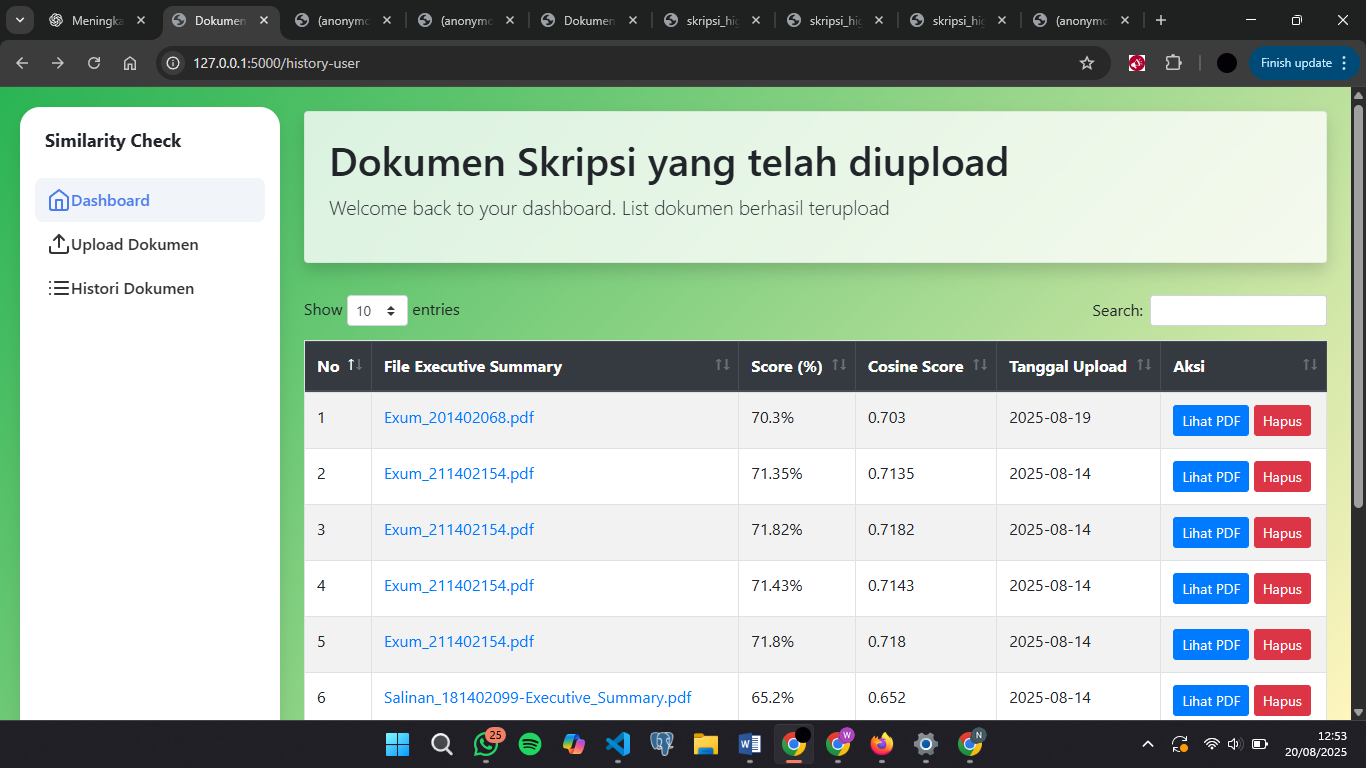 Meningka
Dokumen
(anonymo
(anonymo
Dokumen
skripsi_hig
skripsi_hig
skripsi_hig
(anonymo
127.0.0.1:5000/history-user
Finish update
Similarity Check
Dashboard
Upload Dokumen
Histori Dokumen
Dokumen Skripsi yang telah diupload
Welcome back to your dashboard. List dokumen berhasil terupload
Show 10 entries
Search:
No File Executive Summary Score (%) Cosine Score Tanggal Upload Aksi
1 Exum_201402068.pdf 70.3% 0.703 2025-08-19 Lihat PDF Hapus
2 Exum_211402154.pdf 71.35% 0.7135 2025-08-14 Lihat PDF Hapus
3 Exum_211402154.pdf 71.82% 0.7182 2025-08-14 Lihat PDF Hapus
4 Exum_211402154.pdf 71.43% 0.7143 2025-08-14 Lihat PDF Hapus
5 Exum_211402154.pdf 71.8% 0.718 2025-08-14 Lihat PDF Hapus
6 Salinan_181402099-Executive_Summary.pdf 65.2% 0.652 2025-08-14 Lihat PDF Hapus
25
W
N
12:53
20/08/2025